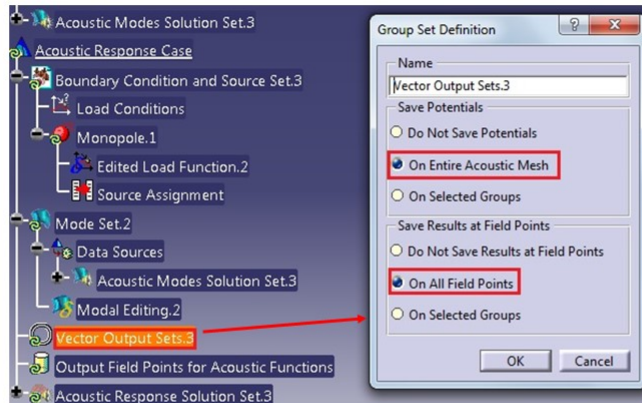 Acoustic Modes Solution Set.3
Acoustic Response Case
Boundary Condition and Source Set.3
Load Conditions
Monopole.1
Edited Load Function.2
Source Assignment
Mode Set.2
Data Sources
Acoustic Modes Solution Set.3
Modal Editing.2
Vector Output Sets.3
Output Field Points for Acoustic Functions
Acoustic Response Solution Set.3
Group Set Definition
Name
Vector Output Sets.3
Save Potentials
Do Not Save Potentials
On Entire Acoustic Mesh
On Selected Groups
Save Results at Field Points
Do Not Save Results at Field Points
On All Field Points
On Selected Groups
OK Cancel